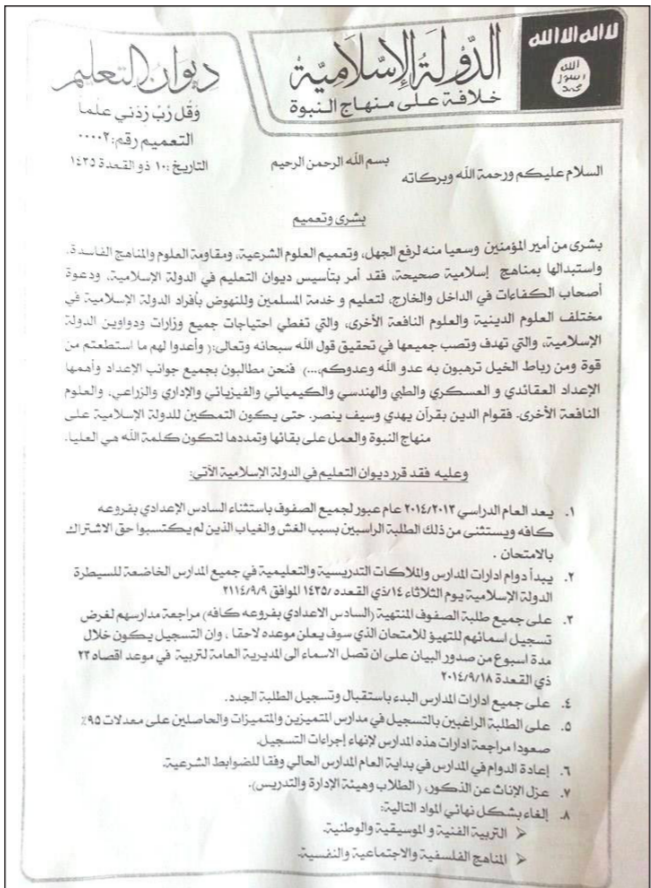 لا اله الا الله
الله
رسول
محمد
الدولة الإسلامية
خلافة على منهاج النبوة
ديوان التعليم
وقل رب زدني علما
التعميم رقم: ٠٠٠٠٢
التاريخ: ١٠ ذو القعدة ١٤٣٥
بسم الله الرحمن الرحيم
السلام عليكم ورحمة الله وبركاته
بشرى وتعميم
بشرى من أمير المؤمنين وسعيا منه لرفع الجهل، وتعميم العلوم الشرعية، ومقاومة العلوم والمناهج الفاسدة،
واستبدالها بمناهج إسلامية صحيحة، فقد أمر بتأسيس ديوان التعليم في الدولة الإسلامية، ودعوة
أصحاب الكفاءات في الداخل والخارج، لتعليم و خدمة المسلمين وللنهوض بأفراد الدولة الإسلامية في
مختلف العلوم الدينية والعلوم النافعة الأخرى، والتي تغطي احتياجات جميع وزارات ودواوين الدولة
الإسلامية، والتي تهدف وتصب جميعها في تحقيق قول الله سبحانه وتعالى:( وأعدوا لهم ما استطعتم من
قوة ومن رباط الخيل ترهبون به عدو الله وعدوكم....) فنحن مطالبون بجميع جوانب الإعداد وأهمها
الإعداد العقائدي و العسكري والطبي والهندسي والكيميائي والفيزيائي والإداري والزراعي، والعلوم
النافعة الأخرى. فقوام الدين بقرآن يهدي وسيف ينصر. حتى يكون التمكين للدولة الإسلامية على
منهاج النبوة والعمل على بقائها وتمددها لتكون كلمة الله هي العليا.
وعليه فقد قرر ديوان التعليم في الدولة الإسلامية الآتي:
١. يعد العام الدراسي ٢٠١٤/٢٠١٣ عام عبور لجميع الصفوف باستثناء السادس الإعدادي بفروعه
كافه ويستثنى من ذلك الطلبة الراسبين بسبب الغش والغياب الذين لم يكتسبوا حق الاشتراك
بالامتحان .
٢. يبدأ دوام ادارات المدارس والملاكات التدريسية والتعليمية في جميع المدارس الخاضعة للسيطرة
الدولة الإسلامية يوم الثلاثاء ١٤/ذي القعده /١٤٣٥ الموافق ٢١١٤/٩/٩
٣. على جميع طلبة الصفوف المنتهية (السادس الاعدادي بفروعه كافه) مراجعة مدارسهم لغرض
تسجيل اسمائهم للتهيؤ للامتحان الذي سوف يعلن موعده لاحقا ، وان التسجيل يكون خلال
مدة اسبوع من صدور البيان على ان تصل الاسماء الى المديرية العامة لتربية في موعد اقصاه ٢٣
ذي القعدة ٢٠١٤/٩/١٨
٤. على جميع ادارات المدارس البدء باستقبال وتسجيل الطلبة الجدد.
٥. على الطلبة الراغبين بالتسجيل في مدارس المتميزين والمتميزات والحاصلين على معدلات ٩٥٪
صعودا مراجعة ادارات هذه المدارس لإنهاء إجراءات التسجيل.
٦. إعادة الدوام في المدارس في بداية العام المدارس الحالي وفقا للضوابط الشرعية.
٧. عزل الإناث عن الذكور، ( الطلاب وهيئة الإدارة والتدريس).
٨. إلغاء بشكل نهائي المواد التالية:
التربية الفنية و الموسيقية والوطنية.
المناهج الفلسفية والاجتماعية والنفسية.